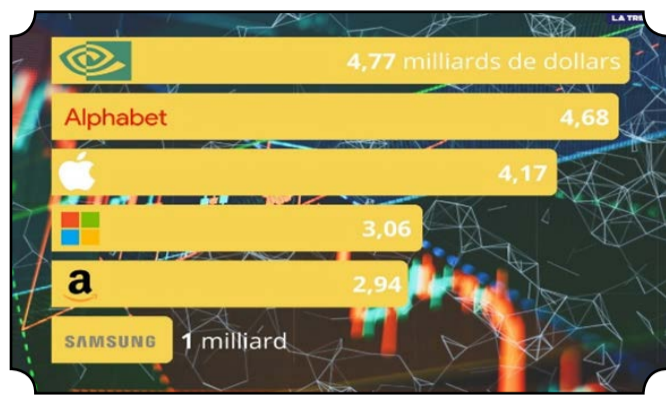 4,77 milliards de dollars
Alphabet
4,68
4,17
3,06
a
2,94
SAMSUNG
1 milliard